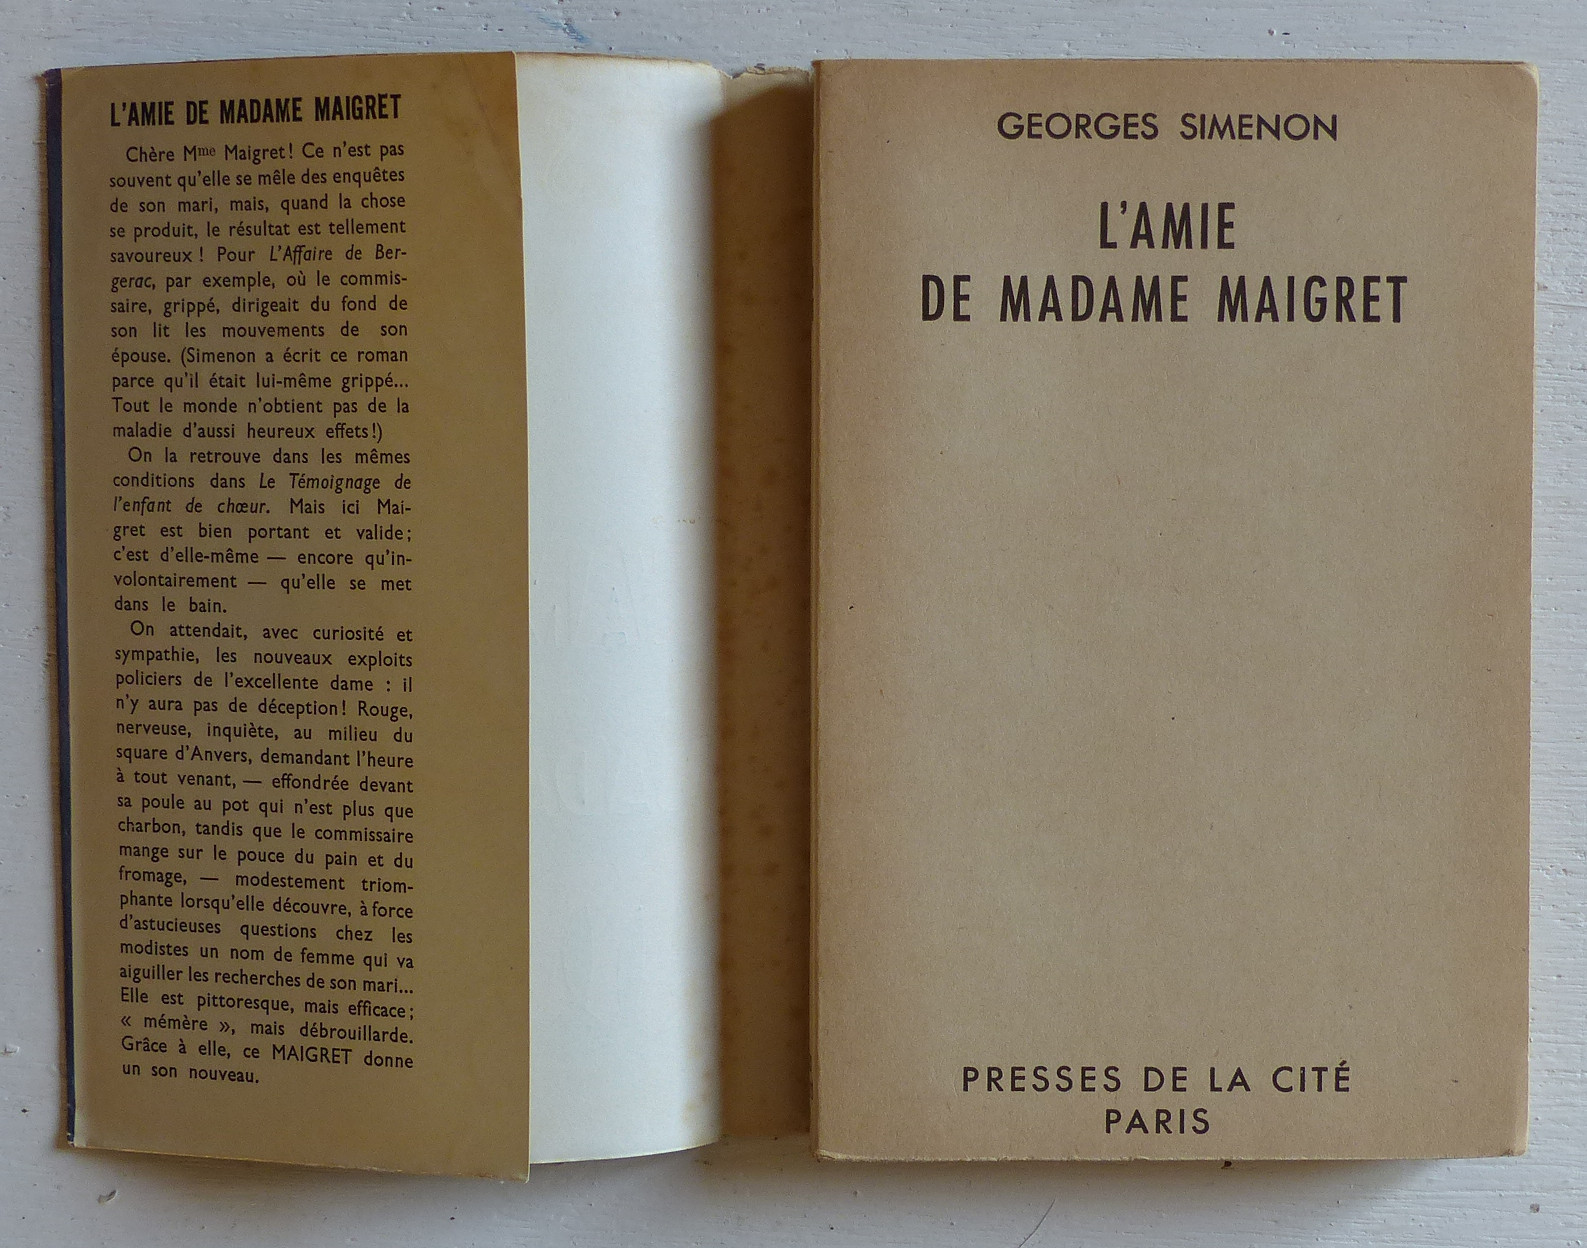 L'AMIE DE MADAME MAIGRET
Chère Mme Maigret! Ce n'est pas
souvent qu'elle se mêle des enquêtes
de son mari, mais, quand la chose
se produit, le résultat est tellement
savoureux! Pour L'Affaire de Ber-
gerac, par exemple, où le commis-
saire, grippé, dirigeait du fond de
son lit les mouvements de son
épouse. (Simenon a écrit ce roman
parce qu'il était lui-même grippé...
Tout le monde n'obtient pas de la
maladie d'aussi heureux effets!)
On la retrouve dans les mêmes
conditions dans Le Témoignage de
l'enfant de chœur. Mais ici Mai-
gret est bien portant et valide;
c'est d'elle-même — encore qu'in-
volontairement — qu'elle se met
dans le bain.
On attendait, avec curiosité et
sympathie, les nouveaux exploits
policiers de l'excellente dame : il
n'y aura pas de déception! Rouge,
nerveuse, inquiète, au milieu du
square d'Anvers, demandant l'heure
à tout venant, — effondrée devant
sa poule au pot qui n'est plus que
charbon, tandis que le commissaire
mange sur le pouce du pain et du
fromage, — modestement triom-
phante lorsqu'elle découvre, à force
d'astucieuses questions chez les
modistes un nom de femme qui va
aiguiller les recherches de son mari...
Elle est pittoresque, mais efficace;
« mémère », mais débrouillarde.
Grâce à elle, ce MAIGRET donne
un son nouveau.
GEORGES SIMENON
L'AMIE
DE MADAME MAIGRET
PRESSES DE LA CITÉ
PARIS